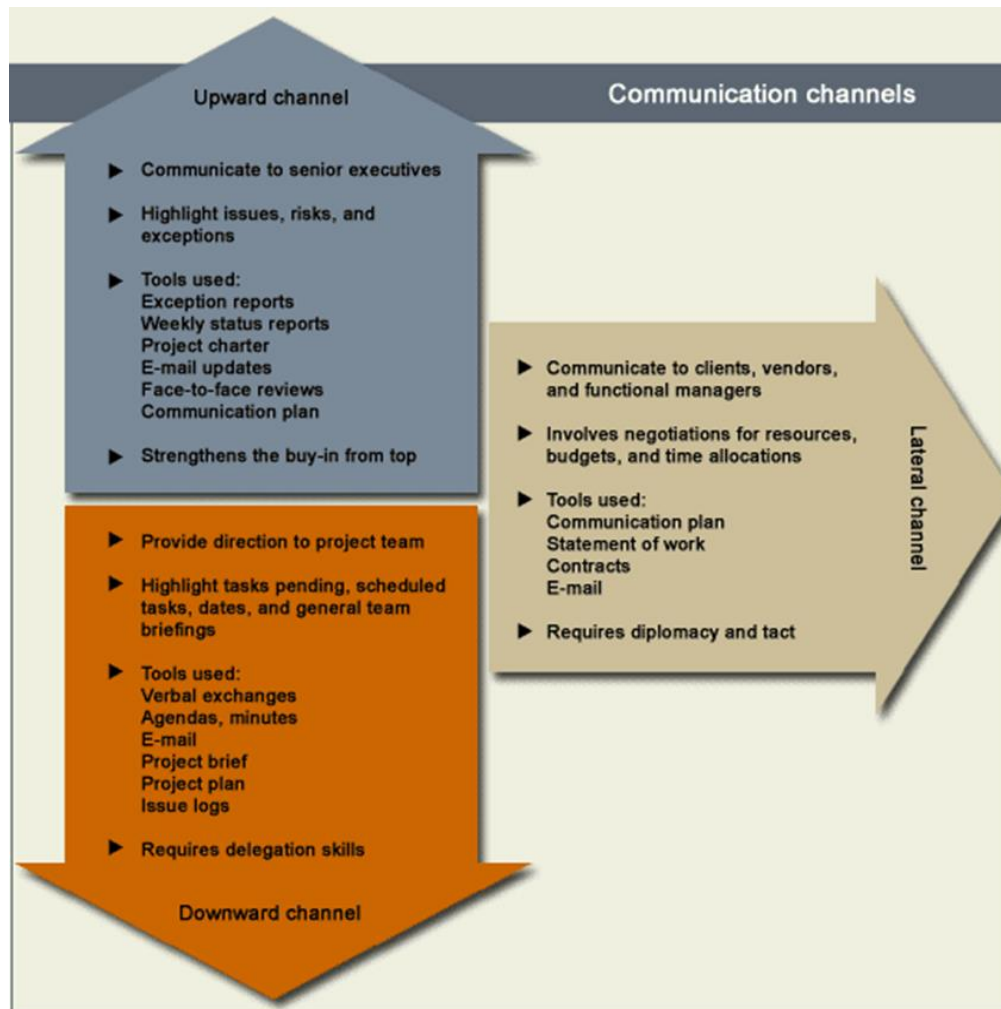 Communication channels
Upward channel
Communicate to senior executives
Highlight issues, risks, and
exceptions
Tools used:
Exception reports
Weekly status reports
Project charter
E-mail updates
Face-to-face reviews
Communication plan
Strengthens the buy-in from top
Communicate to clients, vendors,
and functional managers
Involves negotiations for resources,
budgets, and time allocations
Tools used:
Communication plan
Statement of work
Contracts
E-mail
Requires diplomacy and tact
Lateral channel
Provide direction to project team
Highlight tasks pending, scheduled
tasks, dates, and general team
briefings
Tools used:
Verbal exchanges
Agendas, minutes
E-mail
Project brief
Project plan
Issue logs
Requires delegation skills
Downward channel